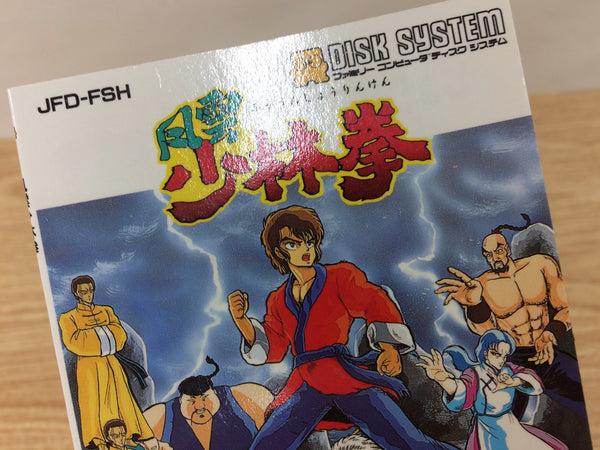 DISK SYSTEM
ファミリー コンピュータ ディスク システム
JFD-FSH
ふううんしょうりんけん
風雲
少林拳